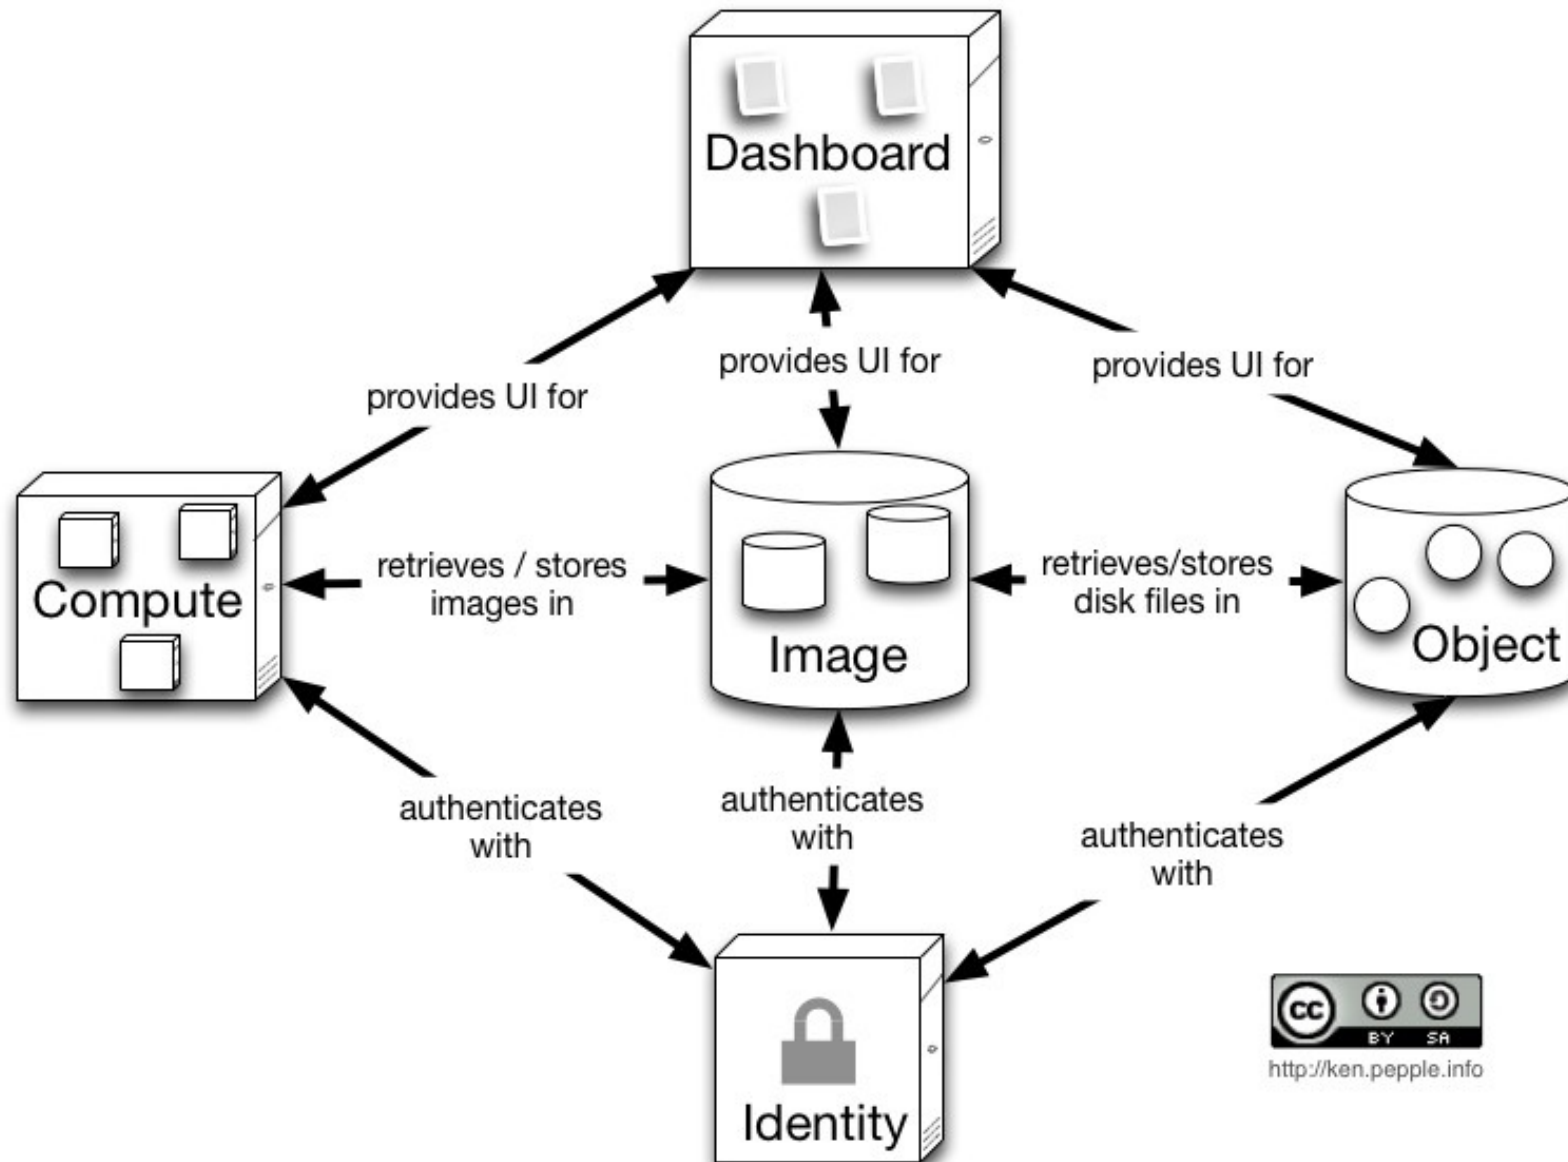 Dashboard
provides UI for
provides UI for
provides UI for
Compute
retrieves / stores
images in
Image
retrieves/stores
disk files in
Object
authenticates
with
authenticates
with
authenticates
with
Identity
cc
BY SA
http://ken.pepple.info